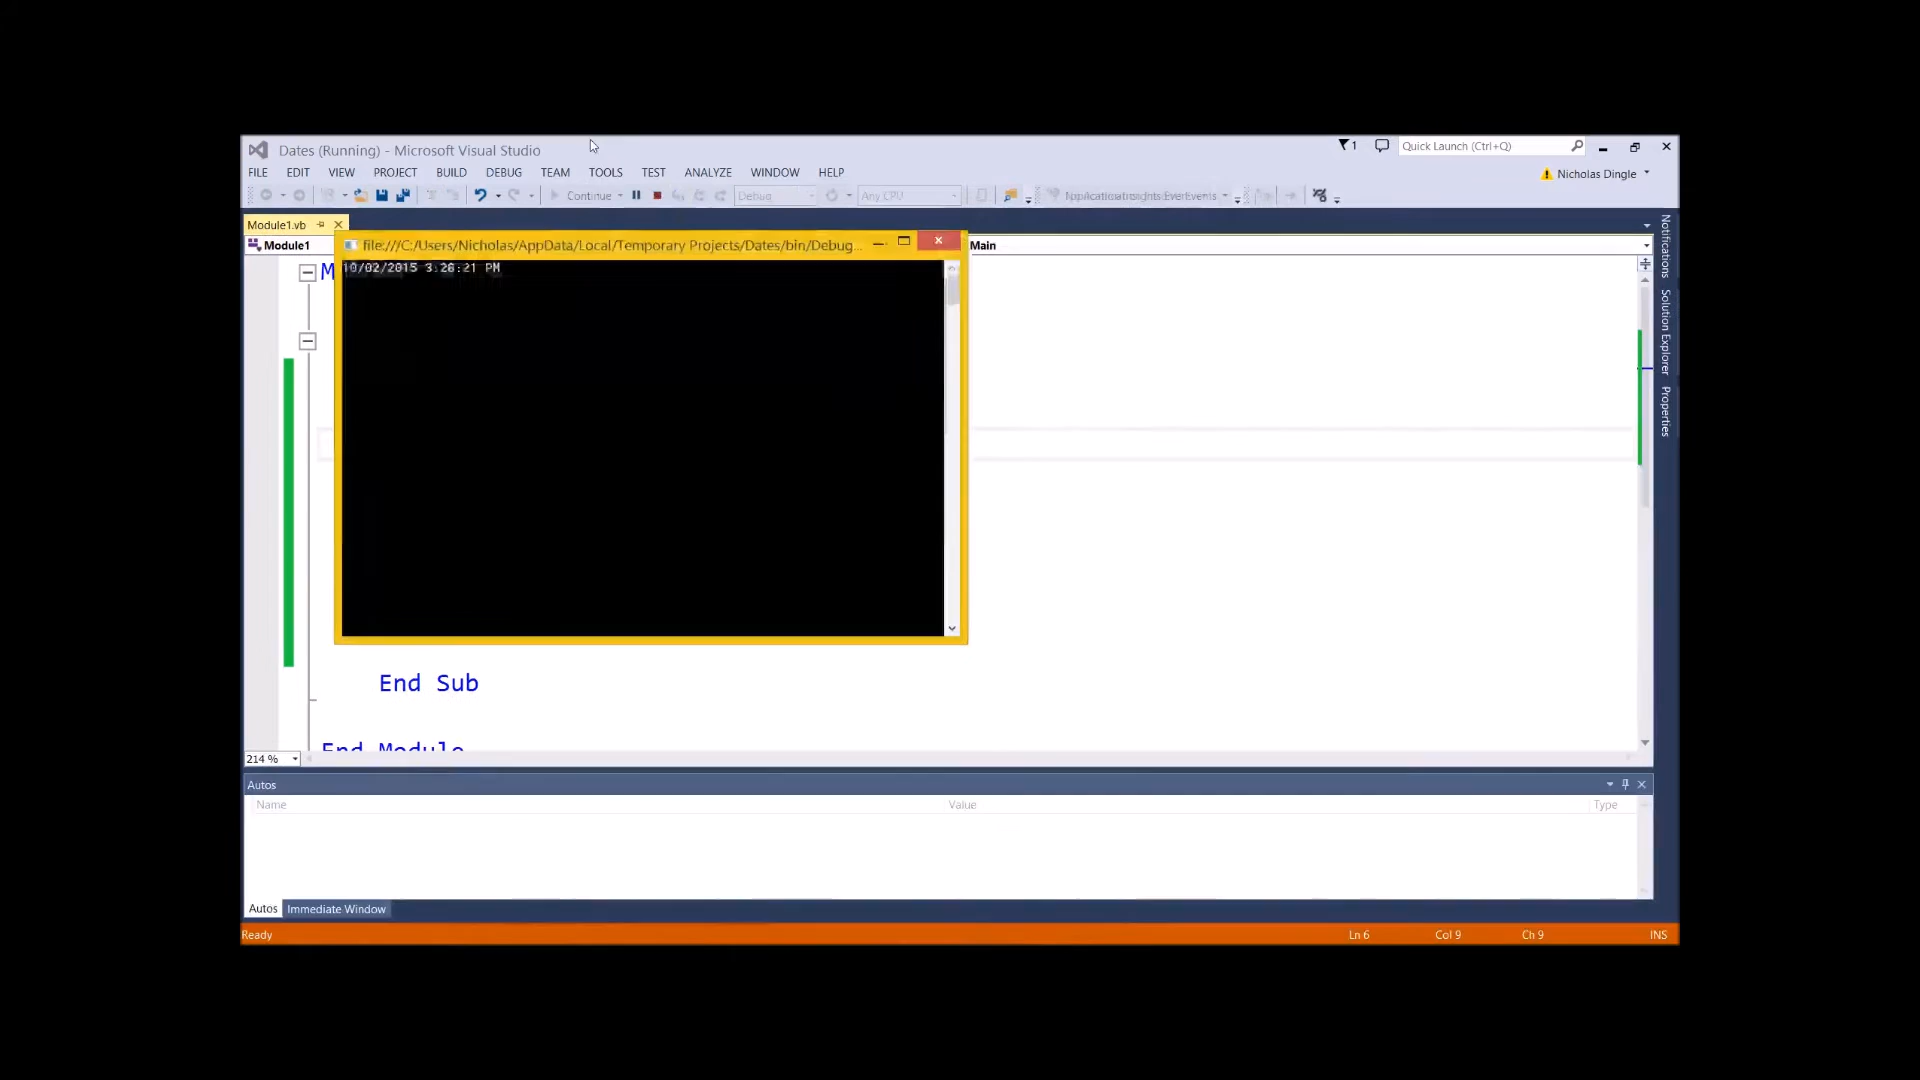 Dates (Running) - Microsoft Visual Studio
1
Quick Launch (Ctrl+Q)
FILE EDIT VIEW PROJECT BUILD DEBUG TEAM TOOLS TEST ANALYZE WINDOW HELP
Nicholas Dingle
Continue
Debug
Any CPU
Module1.vb
Module1
Main
file:///C:/Users/Nicholas/AppData/Local/Temporary Projects/Dates/bin/Debug...
M
10/02/2015 3:26:21 PM
End Sub
End Module
214 %
Autos
Name Value Type
Autos Immediate Window
Ready Ln 6 Col 9 Ch 9 INS
Notifications
Solution Explorer
Properties